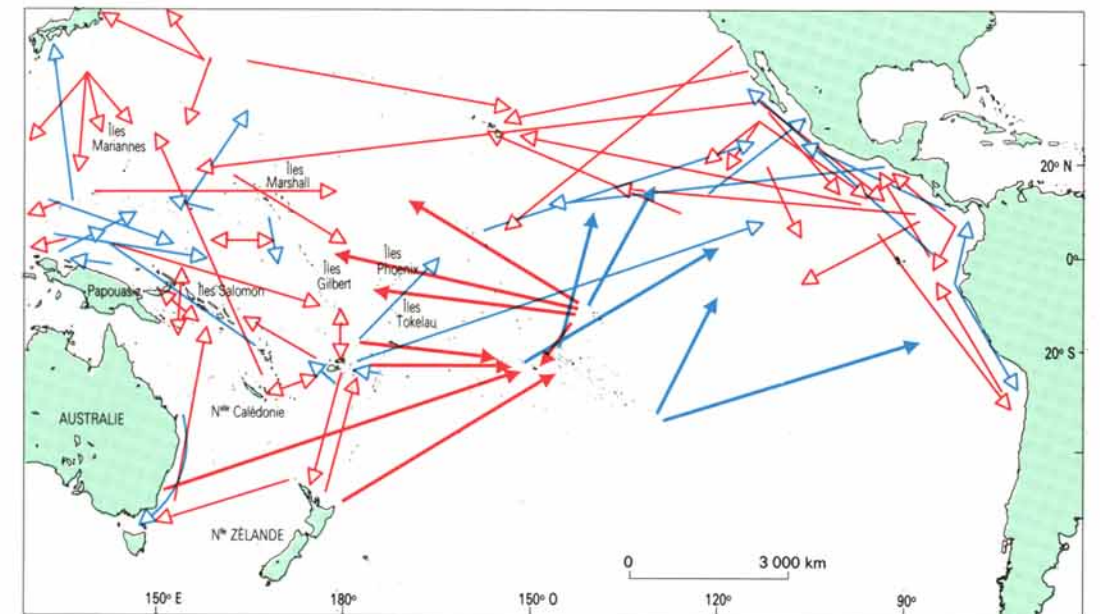 Îles
Mariannes
Îles
Marshall
20° N
Îles
Gilbert
Îles
Phoenix
0°
Papouasie
Îles Salomon
Îles
Tokelau
20° S
Nlle Calédonie
AUSTRALIE
Nlle ZÉLANDE
0
3 000 km
150° E
180°
150° O
120°
90°